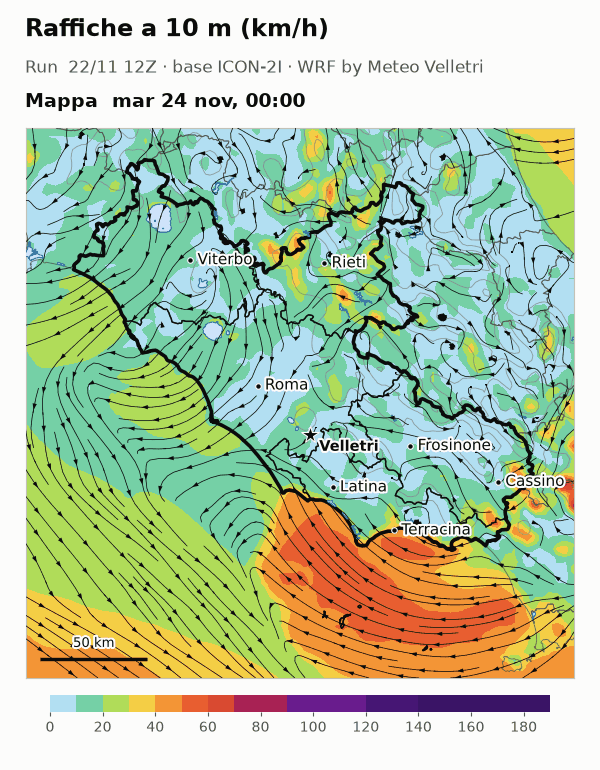 Raffiche a 10 m (km/h)
Run  22/11 12Z · base ICON-2I · WRF by Meteo Velletri
Mappa  mar 24 nov, 00:00
Viterbo
Rieti
Roma
Velletri
Frosinone
Latina
Cassino
Terracina
50 km
0 20 40 60 80 100 120 140 160 180